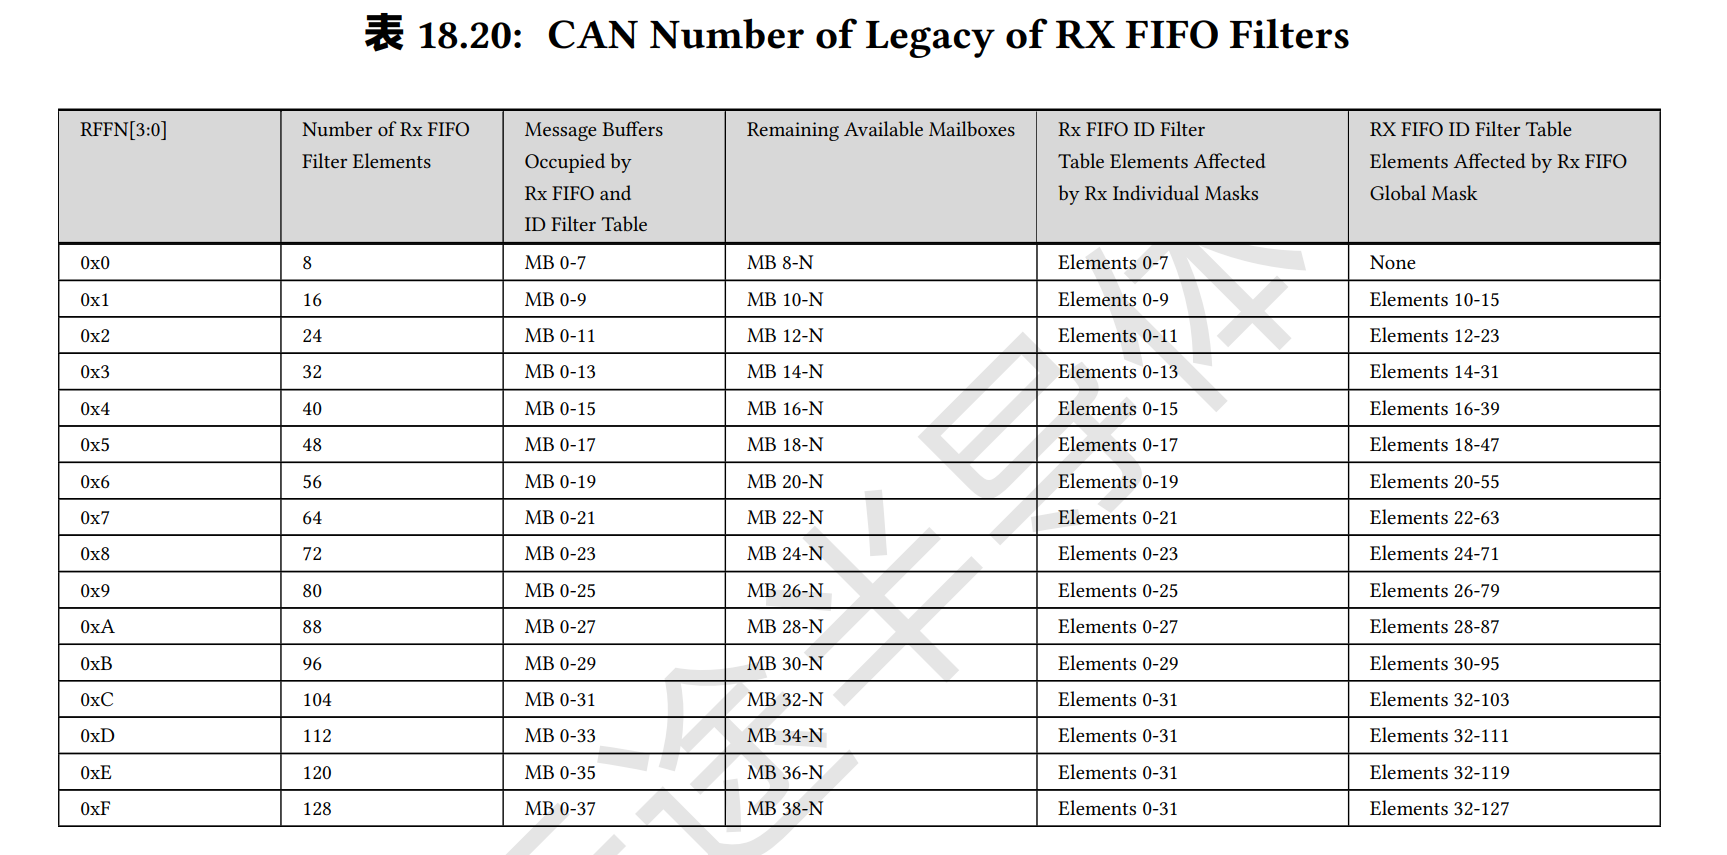 表 18.20: CAN Number of Legacy of RX FIFO Filters
RFFN[3:0]
Number of Rx FIFO
Filter Elements
Message Buffers
Occupied by
Rx FIFO and
ID Filter Table
Remaining Available Mailboxes
Rx FIFO ID Filter
Table Elements Affected
by Rx Individual Masks
RX FIFO ID Filter Table
Elements Affected by Rx FIFO
Global Mask
0x0 8 MB 0-7 MB 8-N Elements 0-7 None
0x1 16 MB 0-9 MB 10-N Elements 0-9 Elements 10-15
0x2 24 MB 0-11 MB 12-N Elements 0-11 Elements 12-23
0x3 32 MB 0-13 MB 14-N Elements 0-13 Elements 14-31
0x4 40 MB 0-15 MB 16-N Elements 0-15 Elements 16-39
0x5 48 MB 0-17 MB 18-N Elements 0-17 Elements 18-47
0x6 56 MB 0-19 MB 20-N Elements 0-19 Elements 20-55
0x7 64 MB 0-21 MB 22-N Elements 0-21 Elements 22-63
0x8 72 MB 0-23 MB 24-N Elements 0-23 Elements 24-71
0x9 80 MB 0-25 MB 26-N Elements 0-25 Elements 26-79
0xA 88 MB 0-27 MB 28-N Elements 0-27 Elements 28-87
0xB 96 MB 0-29 MB 30-N Elements 0-29 Elements 30-95
0xC 104 MB 0-31 MB 32-N Elements 0-31 Elements 32-103
0xD 112 MB 0-33 MB 34-N Elements 0-31 Elements 32-111
0xE 120 MB 0-35 MB 36-N Elements 0-31 Elements 32-119
0xF 128 MB 0-37 MB 38-N Elements 0-31 Elements 32-127
途半导体